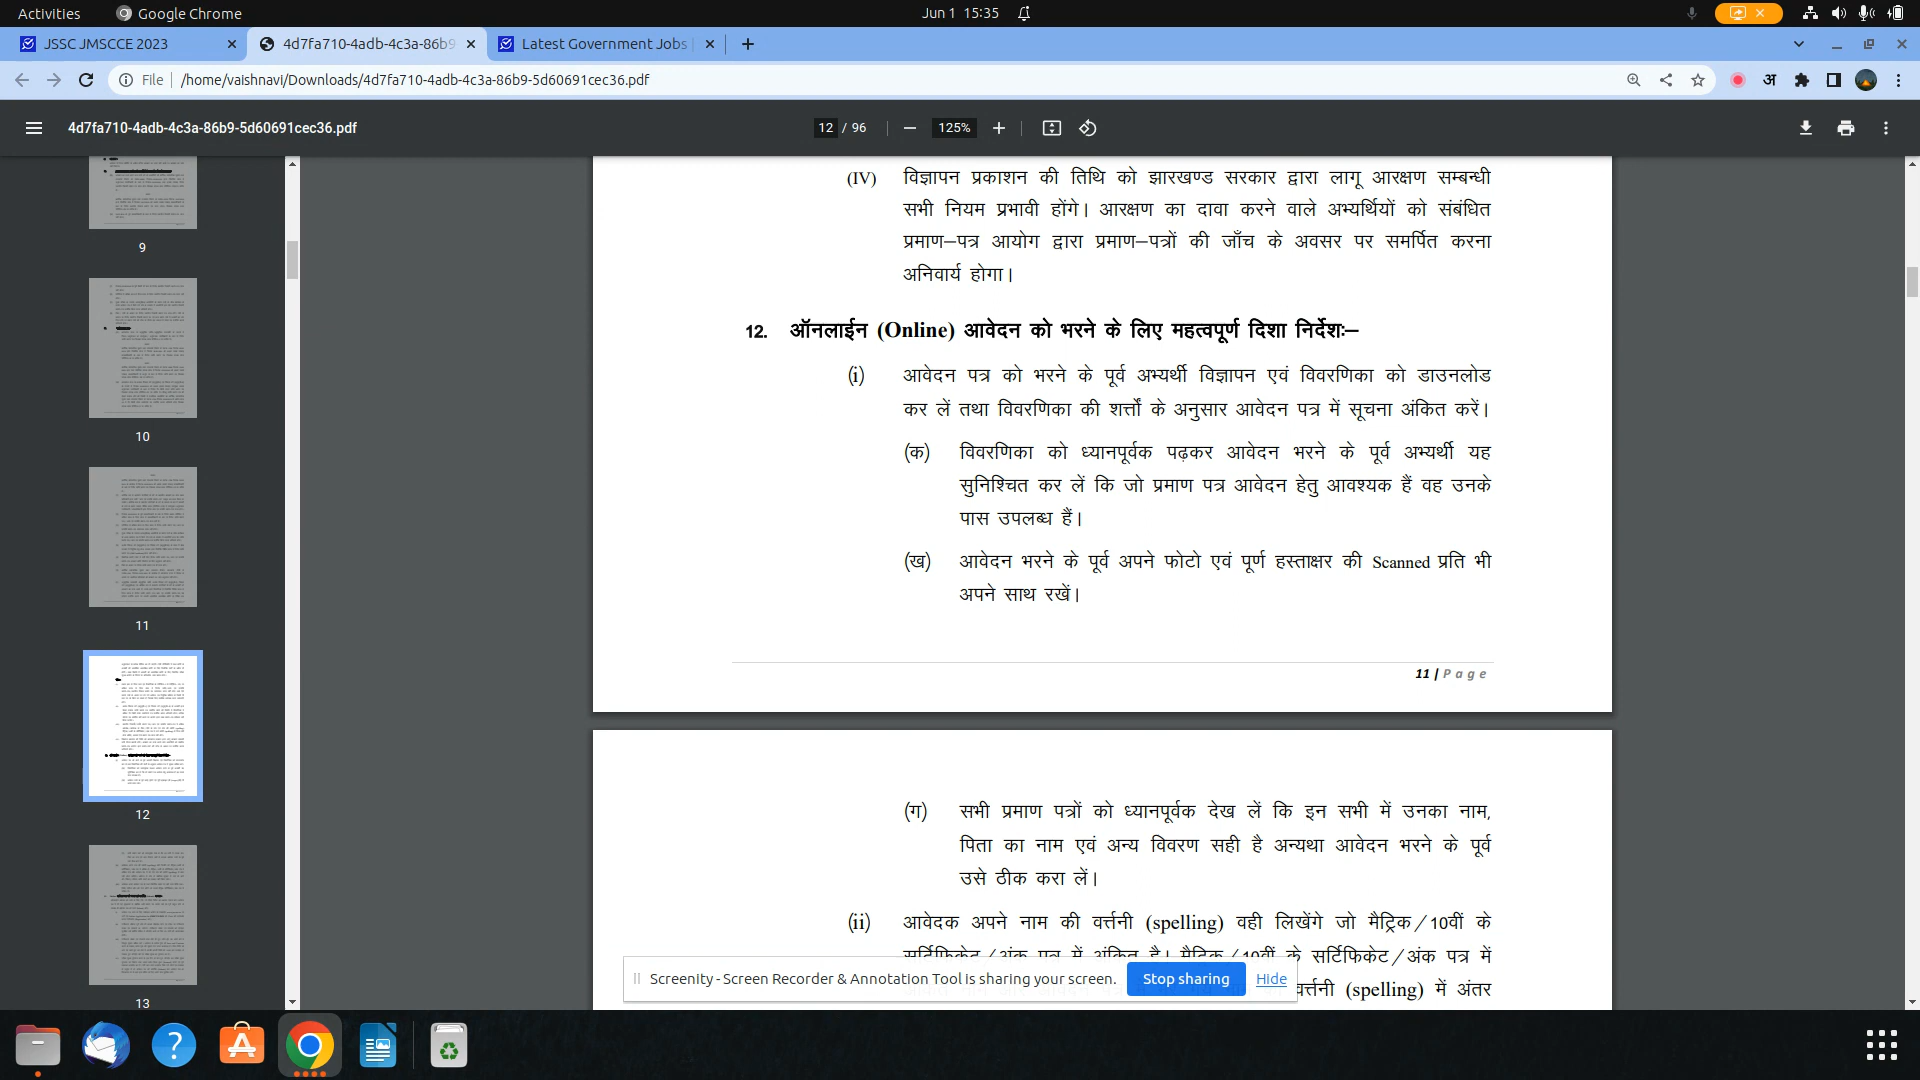 Activities
Google Chrome
Jun 1 15:35
JSSC JMSCCE 2023
4d7fa710-4adb-4c3a-86b9
Latest Government Jobs
File
/home/vaishnavi/Downloads/4d7fa710-4adb-4c3a-86b9-5d60691cec36.pdf
अ
4d7fa710-4adb-4c3a-86b9-5d60691cec36.pdf
12 / 96
125%
9
10
11
12
13
(IV) विज्ञापन प्रकाशन की तिथि को झारखण्ड सरकार द्वारा लागू आरक्षण सम्बन्धी
सभी नियम प्रभावी होंगे। आरक्षण का दावा करने वाले अभ्यर्थियों को संबंधित
प्रमाण–पत्र आयोग द्वारा प्रमाण–पत्रों की जाँच के अवसर पर समर्पित करना
अनिवार्य होगा।
12. ऑनलाईन (Online) आवेदन को भरने के लिए महत्वपूर्ण दिशा निर्देशः–
(i) आवेदन पत्र को भरने के पूर्व अभ्यर्थी विज्ञापन एवं विवरणिका को डाउनलोड
कर लें तथा विवरणिका की शर्त्तों के अनुसार आवेदन पत्र में सूचना अंकित करें।
(क) विवरणिका को ध्यानपूर्वक पढ़कर आवेदन भरने के पूर्व अभ्यर्थी यह
सुनिश्चित कर लें कि जो प्रमाण पत्र आवेदन हेतु आवश्यक हैं वह उनके
पास उपलब्ध हैं।
(ख) आवेदन भरने के पूर्व अपने फोटो एवं पूर्ण हस्ताक्षर की Scanned प्रति भी
अपने साथ रखें।
11 | Page
(ग) सभी प्रमाण पत्रों को ध्यानपूर्वक देख लें कि इन सभी में उनका नाम,
पिता का नाम एवं अन्य विवरण सही है अन्यथा आवेदन भरने के पूर्व
उसे ठीक करा लें।
(ii) आवेदक अपने नाम की वर्त्तनी (spelling) वही लिखेंगे जो मैट्रिक/10वीं के
सर्टिफिकेट/अंक पत्र में अंकित है। मैट्रिक/10वीं के सर्टिफिकेट/अंक पत्र में
वर्त्तनी (spelling) में अंतर
Screenity - Screen Recorder & Annotation Tool is sharing your screen.
Stop sharing
Hide